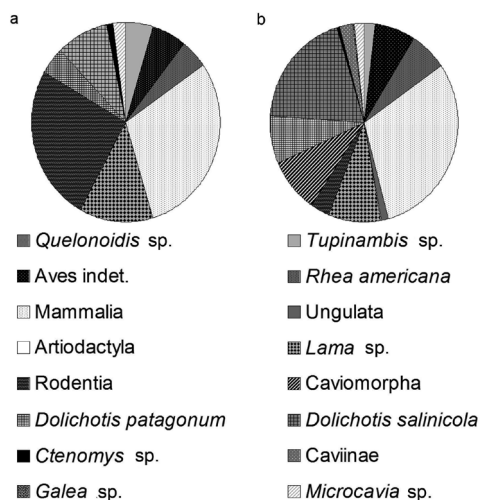 a b
Quelonoidis sp. Tupinambis sp.
Aves indet. Rhea americana
Mammalia Ungulata
Artiodactyla Lama sp.
Rodentia Caviomorpha
Dolichotis patagonum Dolichotis salinicola
Ctenomys sp. Caviinae
Galea sp. Microcavia sp.